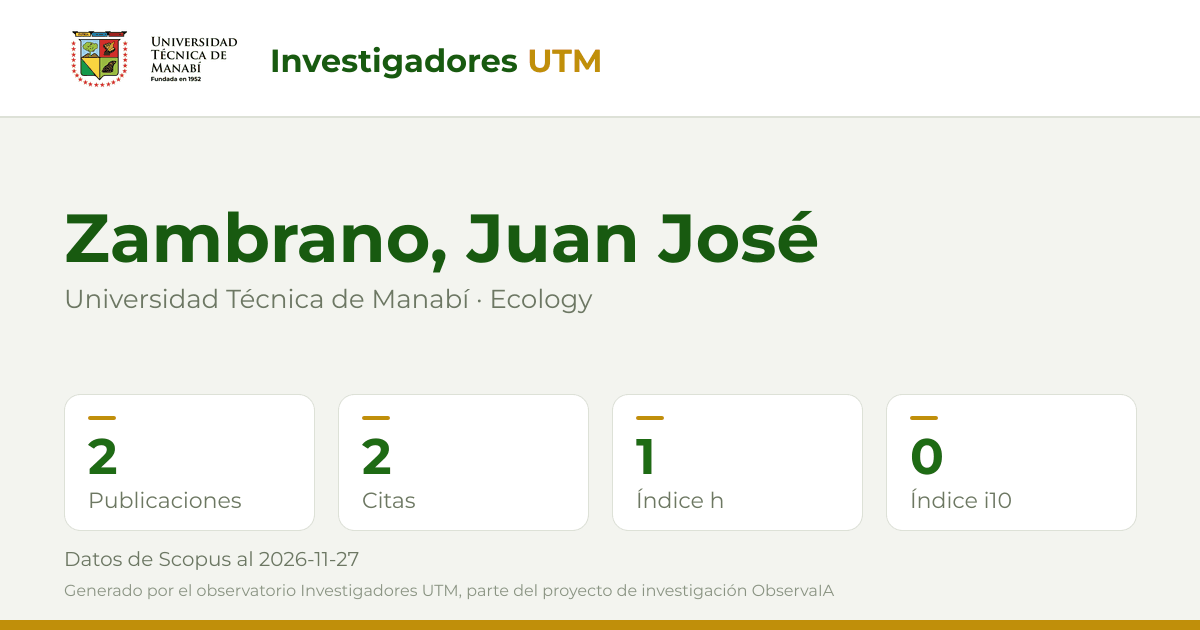 UNIVERSIDAD
TÉCNICA DE
MANABÍ
Fundada en 1952
Investigadores UTM
Zambrano, Juan José
Universidad Técnica de Manabí · Ecology
2
Publicaciones
2
Citas
1
Índice h
0
Índice i10
Datos de Scopus al 2026-11-27
Generado por el observatorio Investigadores UTM, parte del proyecto de investigación ObservaIA